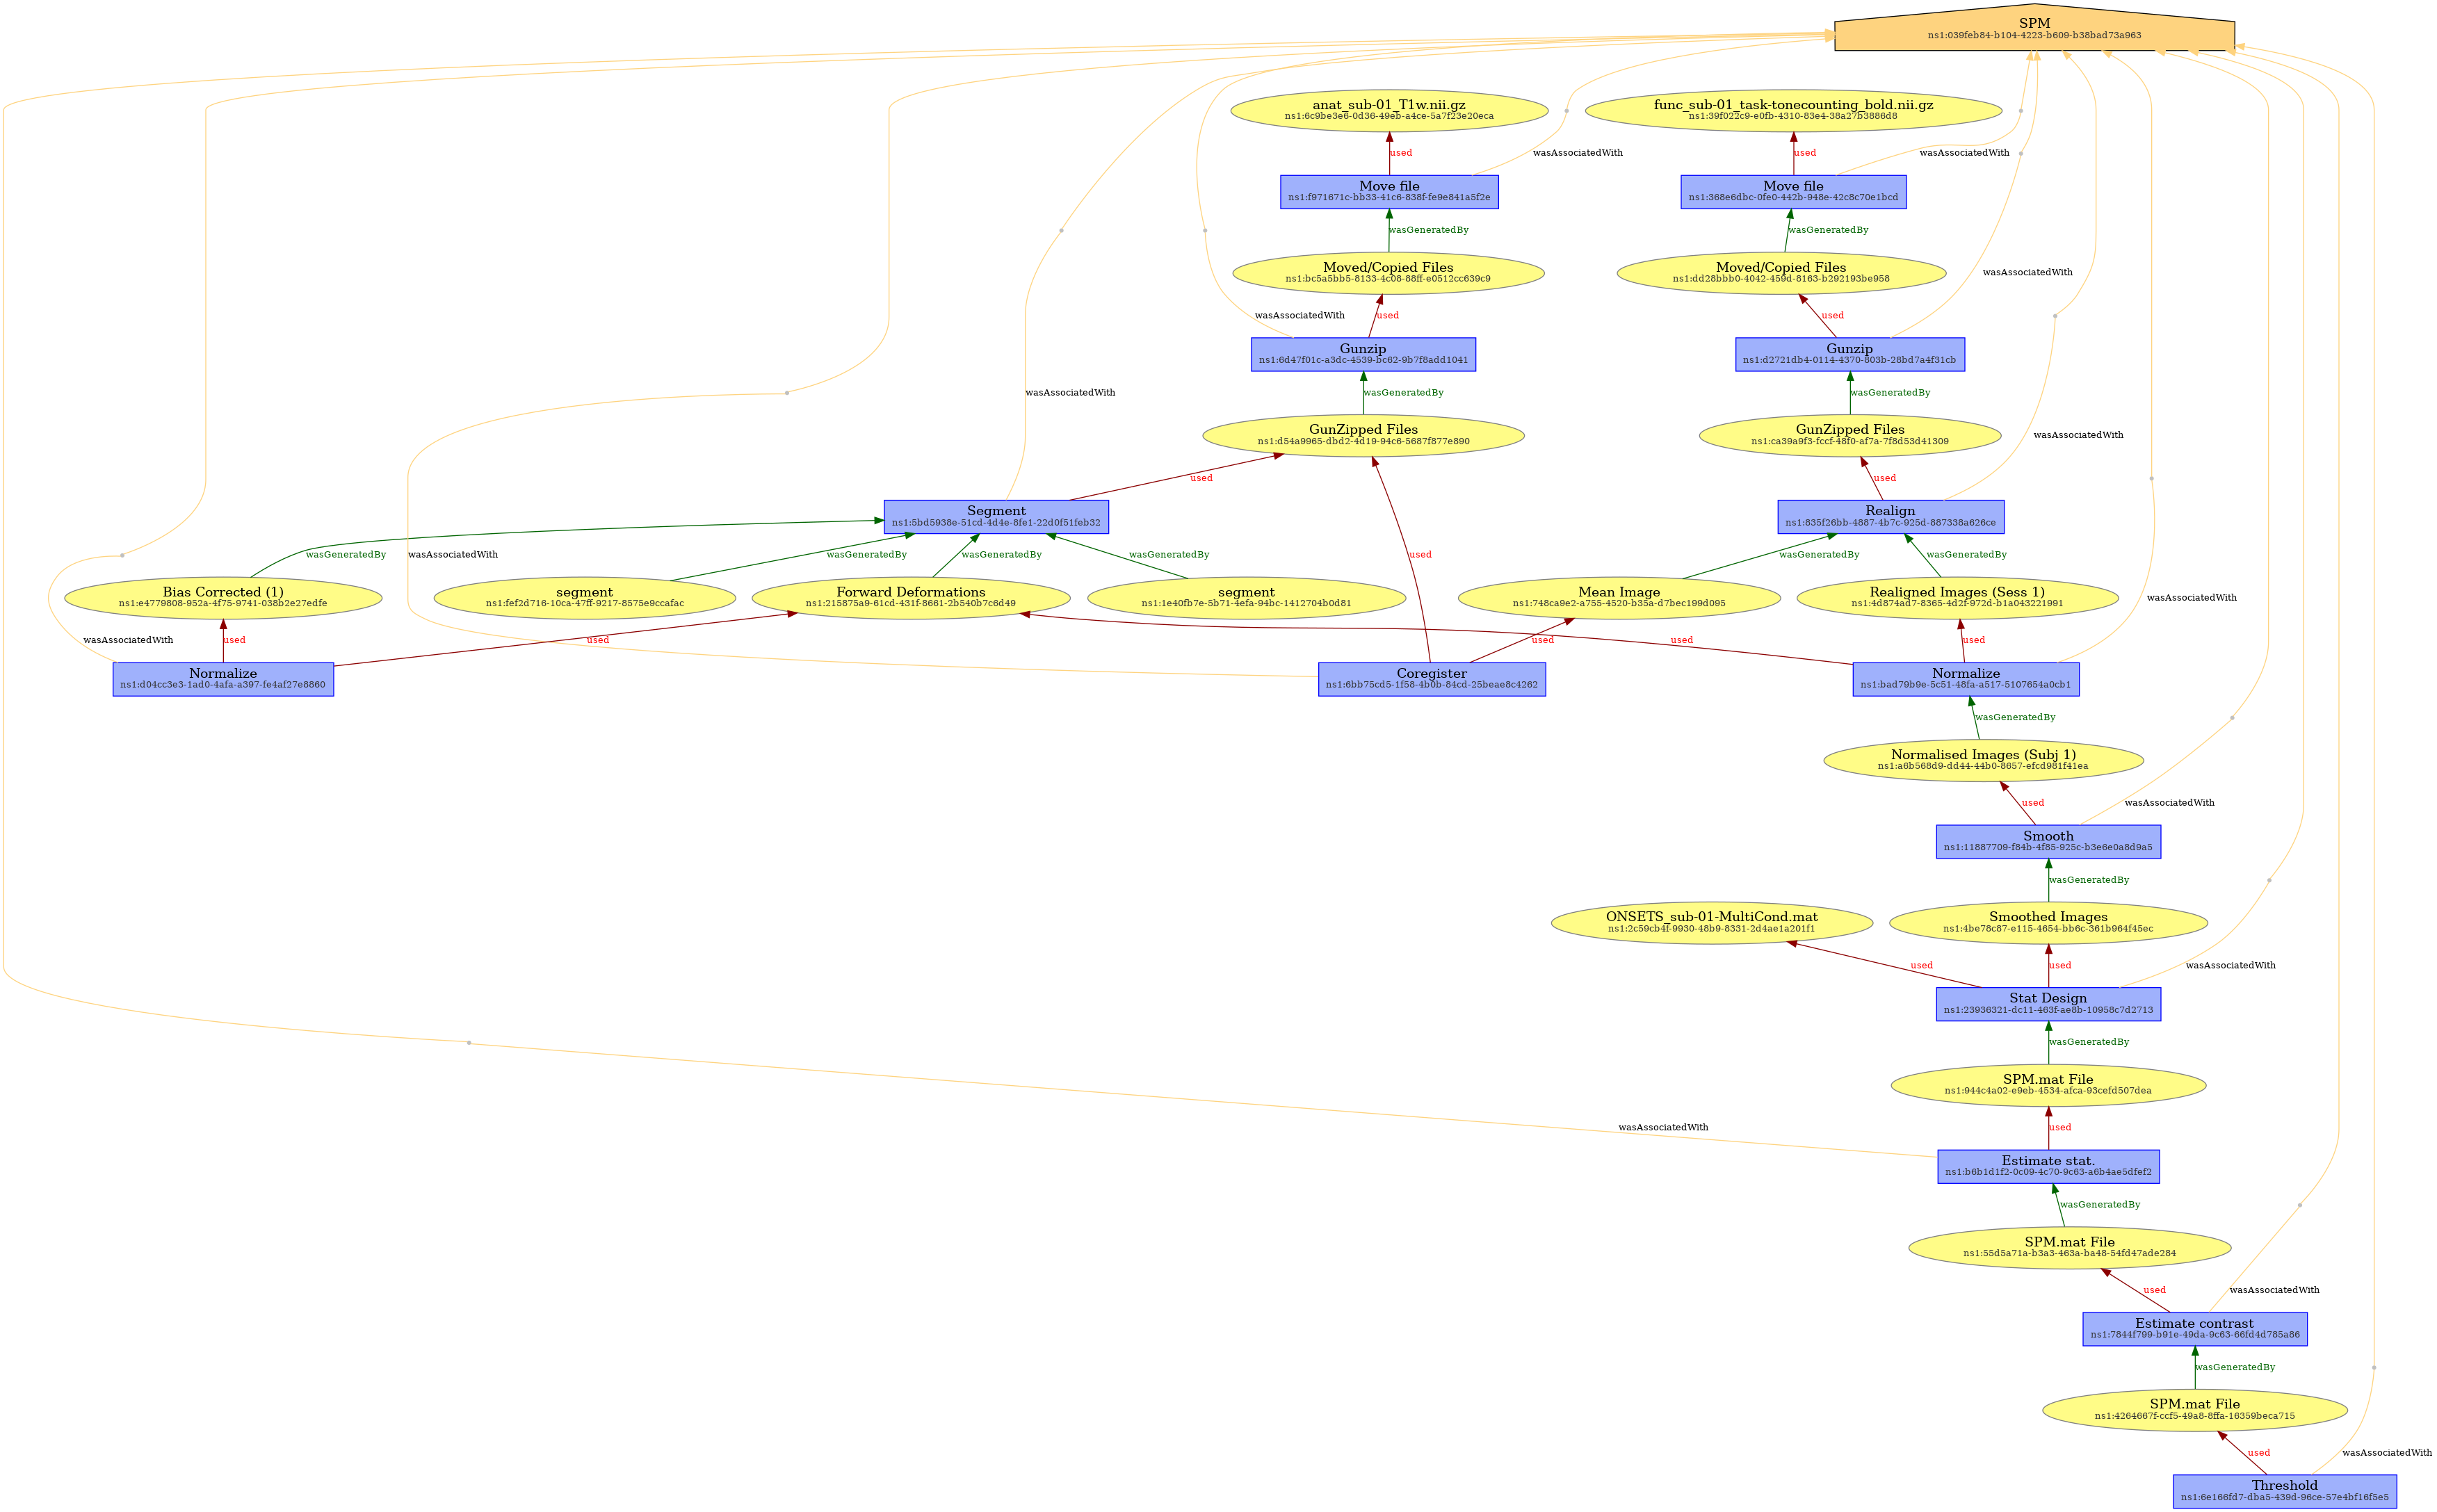 SPM
ns1:039feb84-b104-4223-b609-b38bad73a963
anat_sub-01_T1w.nii.gz
ns1:6c9be3e6-0d36-49eb-a4ce-5a7f23e20eca
func_sub-01_task-tonecounting_bold.nii.gz
ns1:39f022c9-e0fb-4310-83e4-38a27b3886d8
used
wasAssociatedWith
used
wasAssociatedWith
Move file
ns1:f971671c-bb33-41c6-838f-fe9e841a5f2e
Move file
ns1:368e6dbc-0fe0-442b-948e-42c8c70e1bcd
wasGeneratedBy
wasGeneratedBy
Moved/Copied Files
ns1:bc5a5bb5-8133-4c08-88ff-e0512cc639c9
Moved/Copied Files
ns1:dd28bbb0-4042-459d-8163-b292193be958
wasAssociatedWith
wasAssociatedWith
used
used
Gunzip
ns1:6d47f01c-a3dc-4539-bc62-9b7f8add1041
Gunzip
ns1:d2721db4-0114-4370-803b-28bd7a4f31cb
wasAssociatedWith
wasGeneratedBy
wasGeneratedBy
GunZipped Files
ns1:d54a9965-dbd2-4d19-94c6-5687f877e890
GunZipped Files
ns1:ca39a9f3-fccf-48f0-af7a-7f8d53d41309
wasAssociatedWith
used
used
Segment
ns1:5bd5938e-51cd-4d4e-8fe1-22d0f51feb32
Realign
ns1:835f26bb-4887-4b7c-925d-887338a626ce
wasGeneratedBy
wasAssociatedWith
wasGeneratedBy
wasGeneratedBy
wasGeneratedBy
used
wasGeneratedBy
wasGeneratedBy
Bias Corrected (1)
ns1:e4779808-952a-4f75-9741-038b2e27edfe
segment
ns1:fef2d716-10ca-47ff-9217-8575e9ccafac
Forward Deformations
ns1:215875a9-61cd-431f-8661-2b540b7c6d49
segment
ns1:1e40fb7e-5b71-4efa-94bc-1412704b0d81
Mean Image
ns1:748ca9e2-a755-4520-b35a-d7bec199d095
Realigned Images (Sess 1)
ns1:4d874ad7-8365-4d2f-972d-b1a043221991
wasAssociatedWith
wasAssociatedWith
used
used
used
used
used
Normalize
ns1:d04cc3e3-1ad0-4afa-a397-fe4af27e8860
Coregister
ns1:6bb75cd5-1f58-4b0b-84cd-25beae8c4262
Normalize
ns1:bad79b9e-5c51-48fa-a517-5107654a0cb1
wasGeneratedBy
Normalised Images (Subj 1)
ns1:a6b568d9-dd44-44b0-8657-efcd981f41ea
used
wasAssociatedWith
Smooth
ns1:11887709-f84b-4f85-925c-b3e6e0a8d9a5
wasGeneratedBy
ONSETS_sub-01-MultiCond.mat
ns1:2c59cb4f-9930-48b9-8331-2d4ae1a201f1
Smoothed Images
ns1:4be78c87-e115-4654-bb6c-361b964f45ec
used
used
wasAssociatedWith
Stat Design
ns1:23936321-dc11-463f-ae8b-10958c7d2713
wasGeneratedBy
SPM.mat File
ns1:944c4a02-e9eb-4534-afca-93cefd507dea
wasAssociatedWith
used
Estimate stat.
ns1:b6b1d1f2-0c09-4c70-9c63-a6b4ae5dfef2
wasGeneratedBy
SPM.mat File
ns1:55d5a71a-b3a3-463a-ba48-54fd47ade284
used
wasAssociatedWith
Estimate contrast
ns1:7844f799-b91e-49da-9c63-66fd4d785a86
wasGeneratedBy
SPM.mat File
ns1:4264667f-ccf5-49a8-8ffa-16359beca715
used
wasAssociatedWith
Threshold
ns1:6e166fd7-dba5-439d-96ce-57e4bf16f5e5